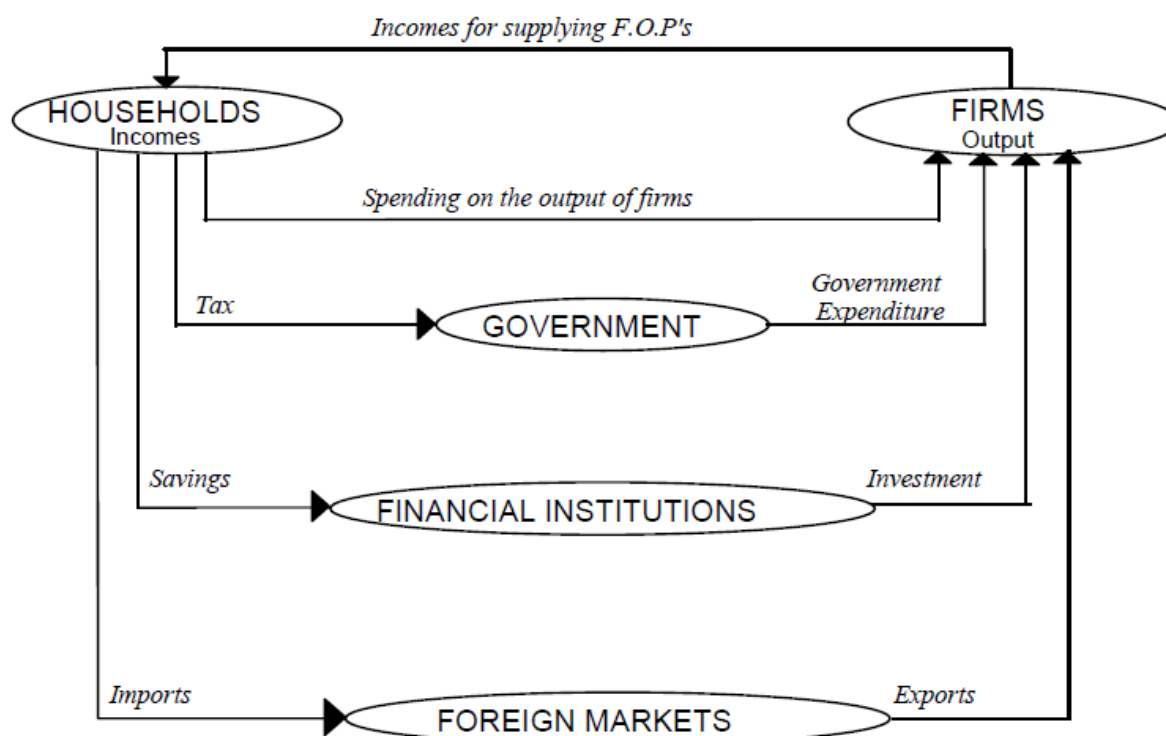 Incomes for supplying F.O.P's
HOUSEHOLDS
Incomes
FIRMS
Output
Spending on the output of firms
Tax
GOVERNMENT
Government
Expenditure
Savings
FINANCIAL INSTITUTIONS
Investment
Imports
FOREIGN MARKETS
Exports